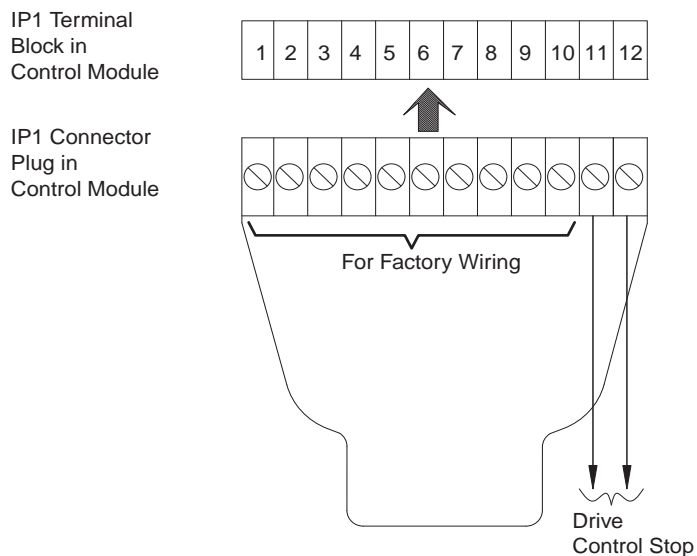 IP1 Terminal
Block in
Control Module
1 2 3 4 5 6 7 8 9 10 11 12
IP1 Connector
Plug in
Control Module
For Factory Wiring
Drive
Control Stop